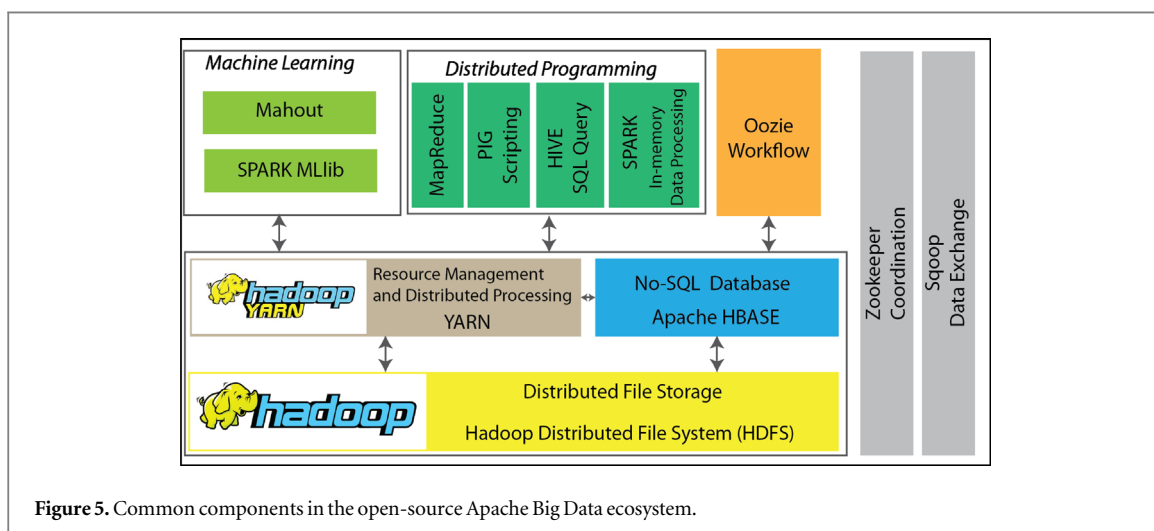 Machine Learning
Mahout
SPARK MLlib
Distributed Programming
MapReduce
PIG
Scripting
HIVE
SQL Query
SPARK
In-memory
Data Processing
Oozie
Workflow
Zookeeper
Coordination
Sqoop
Data Exchange
hadoop
YARN
Resource Management
and Distributed Processing
YARN
No-SQL Database
Apache HBASE
hadoop
Distributed File Storage
Hadoop Distributed File System (HDFS)
Figure 5. Common components in the open-source Apache Big Data ecosystem.